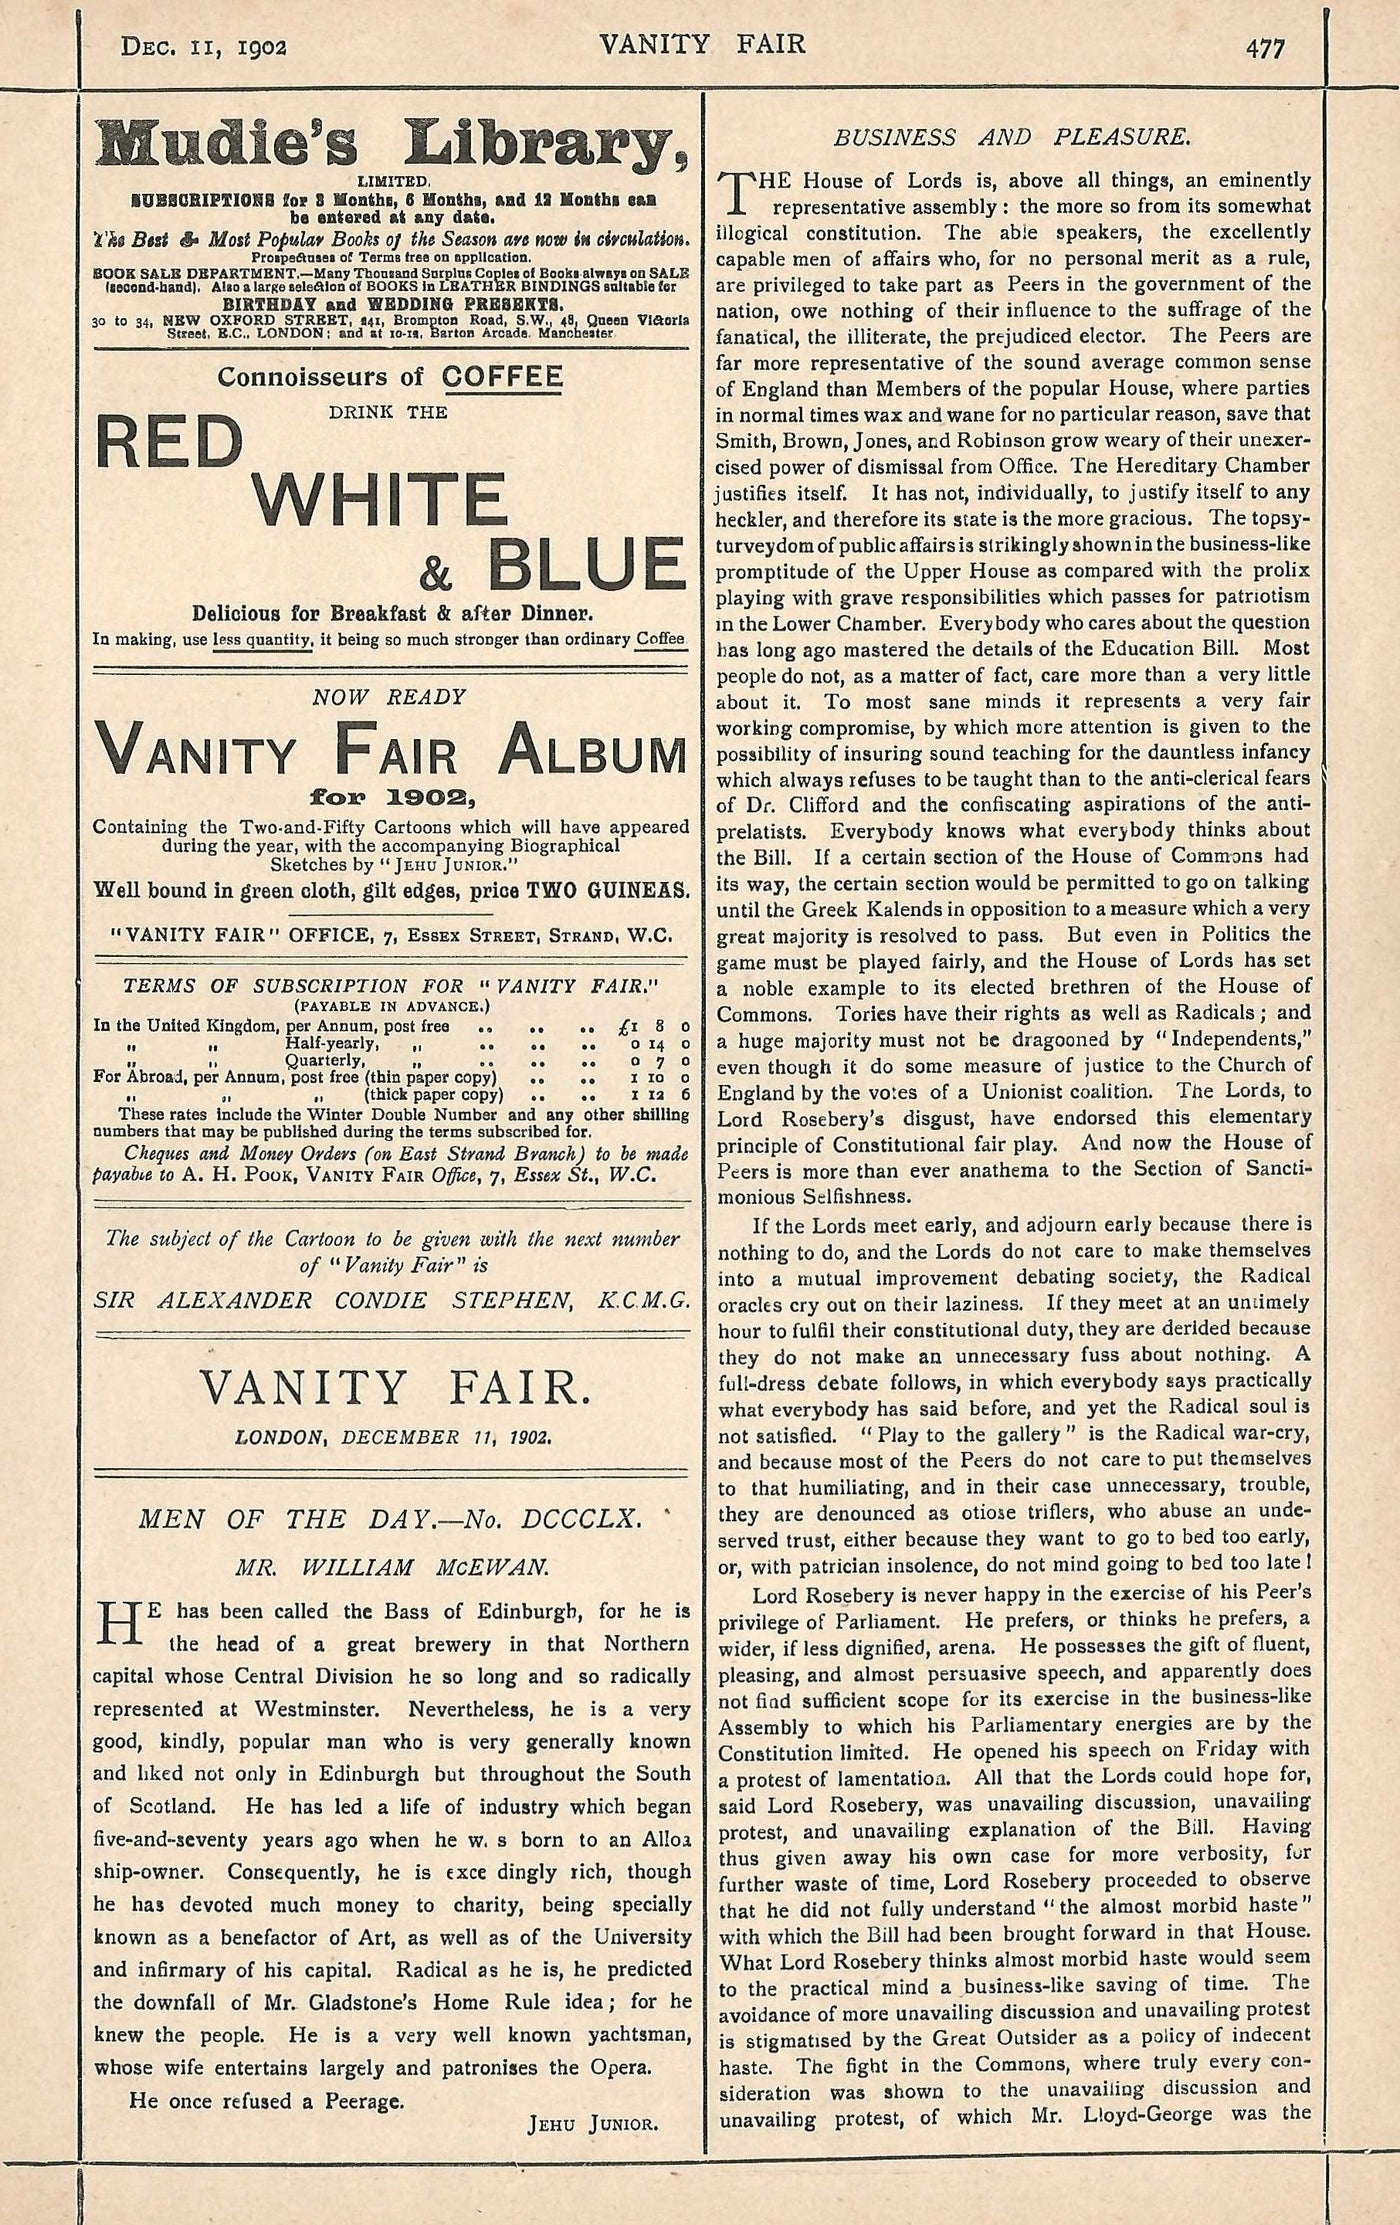 DEC. 11, 1902
VANITY FAIR
477
Mudie's Library,
LIMITED.
SUBSCRIPTIONS for 3 Months, 6 Months, and 12 Months can
be entered at any date.
The Best & Most Popular Books of the Season are now in circulation.
Prospectuses of Terms free on application.
BOOK SALE DEPARTMENT.—Many Thousand Surplus Copies of Books always on SALE
(second-hand). Also a large selection of BOOKS in LEATHER BINDINGS suitable for
BIRTHDAY and WEDDING PRESENTS.
30 to 34, NEW OXFORD STREET, 241, Brompton Road, S.W., 48, Queen Victoria
Street, E.C., LONDON; and at 10-12, Barton Arcade, Manchester.
Connoisseurs of COFFEE
DRINK THE
RED
WHITE
& BLUE
Delicious for Breakfast & after Dinner.
In making, use less quantity, it being so much stronger than ordinary Coffee
NOW READY
VANITY FAIR ALBUM
for 1902,
Containing the Two-and-Fifty Cartoons which will have appeared
during the year, with the accompanying Biographical
Sketches by "JEHU JUNIOR."
Well bound in green cloth, gilt edges, price TWO GUINEAS.
"VANITY FAIR" OFFICE, 7, ESSEX STREET, STRAND, W.C.
TERMS OF SUBSCRIPTION FOR "VANITY FAIR."
(PAYABLE IN ADVANCE.)
In the United Kingdom, per Annum, post free .. .. .. £1 8 0
" " Half-yearly, " .. .. .. 0 14 0
" " Quarterly, " .. .. .. 0 7 0
For Abroad, per Annum, post free (thin paper copy) .. .. 1 10 0
" " " (thick paper copy) .. .. 1 12 6
These rates include the Winter Double Number and any other shilling
numbers that may be published during the terms subscribed for.
Cheques and Money Orders (on East Strand Branch) to be made
payable to A. H. POOK, VANITY FAIR Office, 7, Essex St., W.C.
The subject of the Cartoon to be given with the next number
of "Vanity Fair" is
SIR ALEXANDER CONDIE STEPHEN, K.C.M.G.
VANITY FAIR.
LONDON, DECEMBER 11, 1902.
MEN OF THE DAY.—No. DCCCLX.
MR. WILLIAM McEWAN.
HE has been called the Bass of Edinburgh, for he is
the head of a great brewery in that Northern
capital whose Central Division he so long and so radically
represented at Westminster. Nevertheless, he is a very
good, kindly, popular man who is very generally known
and liked not only in Edinburgh but throughout the South
of Scotland. He has led a life of industry which began
five-and-seventy years ago when he w. s born to an Alloa
ship-owner. Consequently, he is exce dingly rich, though
he has devoted much money to charity, being specially
known as a benefactor of Art, as well as of the University
and infirmary of his capital. Radical as he is, he predicted
the downfall of Mr. Gladstone's Home Rule idea; for he
knew the people. He is a very well known yachtsman,
whose wife entertains largely and patronises the Opera.
He once refused a Peerage.
JEHU JUNIOR.
BUSINESS AND PLEASURE.
THE House of Lords is, above all things, an eminently
representative assembly: the more so from its somewhat
illogical constitution. The able speakers, the excellently
capable men of affairs who, for no personal merit as a rule,
are privileged to take part as Peers in the government of the
nation, owe nothing of their influence to the suffrage of the
fanatical, the illiterate, the prejudiced elector. The Peers are
far more representative of the sound average common sense
of England than Members of the popular House, where parties
in normal times wax and wane for no particular reason, save that
Smith, Brown, Jones, and Robinson grow weary of their unexer-
cised power of dismissal from Office. The Hereditary Chamber
justifies itself. It has not, individually, to justify itself to any
heckler, and therefore its state is the more gracious. The topsy-
turveydom of public affairs is strikingly shown in the business-like
promptitude of the Upper House as compared with the prolix
playing with grave responsibilities which passes for patriotism
in the Lower Chamber. Everybody who cares about the question
has long ago mastered the details of the Education Bill. Most
people do not, as a matter of fact, care more than a very little
about it. To most sane minds it represents a very fair
working compromise, by which more attention is given to the
possibility of insuring sound teaching for the dauntless infancy
which always refuses to be taught than to the anti-clerical fears
of Dr. Clifford and the confiscating aspirations of the anti-
prelatists. Everybody knows what everybody thinks about
the Bill. If a certain section of the House of Commons had
its way, the certain section would be permitted to go on talking
until the Greek Kalends in opposition to a measure which a very
great majority is resolved to pass. But even in Politics the
game must be played fairly, and the House of Lords has set
a noble example to its elected brethren of the House of
Commons. Tories have their rights as well as Radicals; and
a huge majority must not be dragooned by "Independents,"
even though it do some measure of justice to the Church of
England by the votes of a Unionist coalition. The Lords, to
Lord Rosebery's disgust, have endorsed this elementary
principle of Constitutional fair play. And now the House of
Peers is more than ever anathema to the Section of Sancti-
monious Selfishness.
If the Lords meet early, and adjourn early because there is
nothing to do, and the Lords do not care to make themselves
into a mutual improvement debating society, the Radical
oracles cry out on their laziness. If they meet at an untimely
hour to fulfil their constitutional duty, they are derided because
they do not make an unnecessary fuss about nothing. A
full-dress debate follows, in which everybody says practically
what everybody has said before, and yet the Radical soul is
not satisfied. "Play to the gallery" is the Radical war-cry,
and because most of the Peers do not care to put themselves
to that humiliating, and in their case unnecessary, trouble,
they are denounced as otiose triflers, who abuse an unde-
served trust, either because they want to go to bed too early,
or, with patrician insolence, do not mind going to bed too late!
Lord Rosebery is never happy in the exercise of his Peer's
privilege of Parliament. He prefers, or thinks he prefers, a
wider, if less dignified, arena. He possesses the gift of fluent,
pleasing, and almost persuasive speech, and apparently does
not find sufficient scope for its exercise in the business-like
Assembly to which his Parliamentary energies are by the
Constitution limited. He opened his speech on Friday with
a protest of lamentation. All that the Lords could hope for,
said Lord Rosebery, was unavailing discussion, unavailing
protest, and unavailing explanation of the Bill. Having
thus given away his own case for more verbosity, for
further waste of time, Lord Rosebery proceeded to observe
that he did not fully understand "the almost morbid haste"
with which the Bill had been brought forward in that House.
What Lord Rosebery thinks almost morbid haste would seem
to the practical mind a business-like saving of time. The
avoidance of more unavailing discussion and unavailing protest
is stigmatised by the Great Outsider as a policy of indecent
haste. The fight in the Commons, where truly every con-
sideration was shown to the unavailing discussion and
unavailing protest, of which Mr. Lloyd-George was the